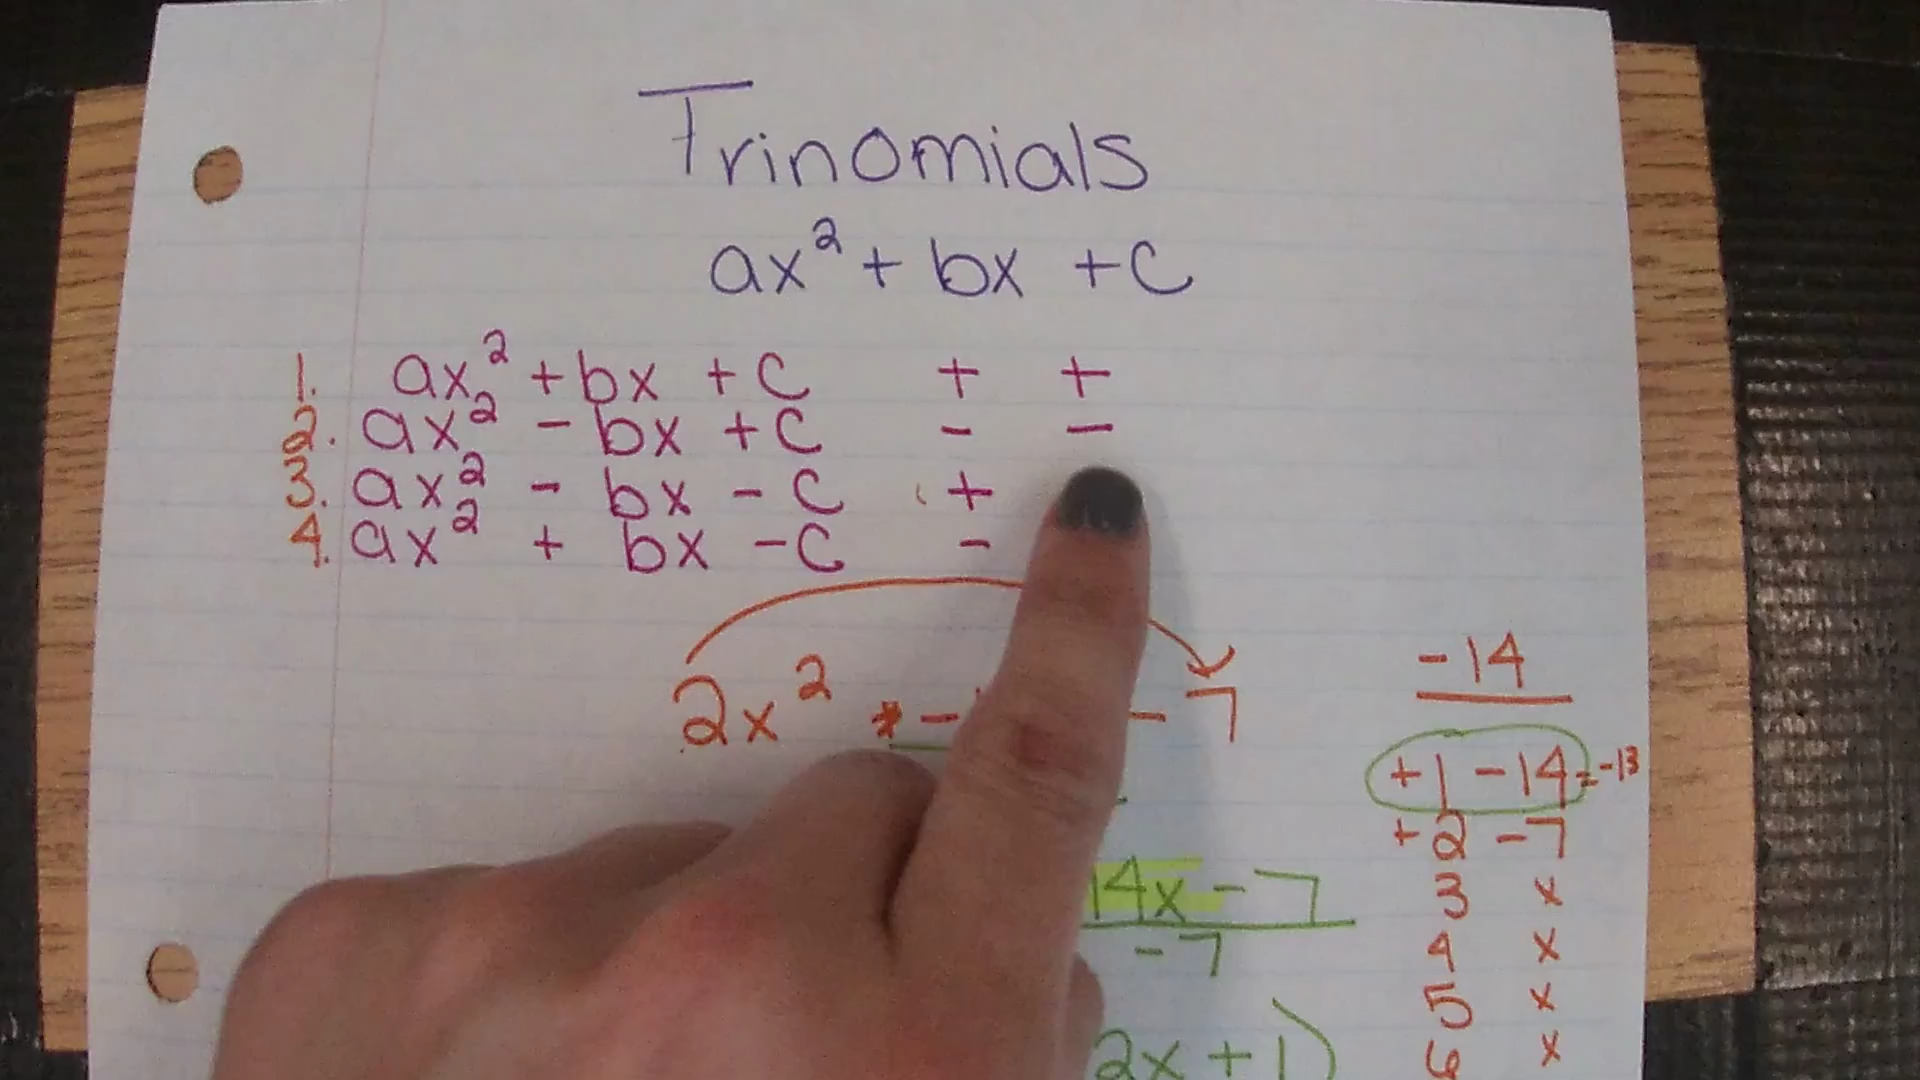 Trinomials
ax² + bx + c
1. ax² + bx + c + +
2. ax² - bx + c - -
3. ax² - bx - c +
4. ax² + bx - c -
2x² - - 7
14x - 7
- 7
2x + 1)
-14
+1 -14 = -13
+2 -7
3 x
4 x
5 x
6 x